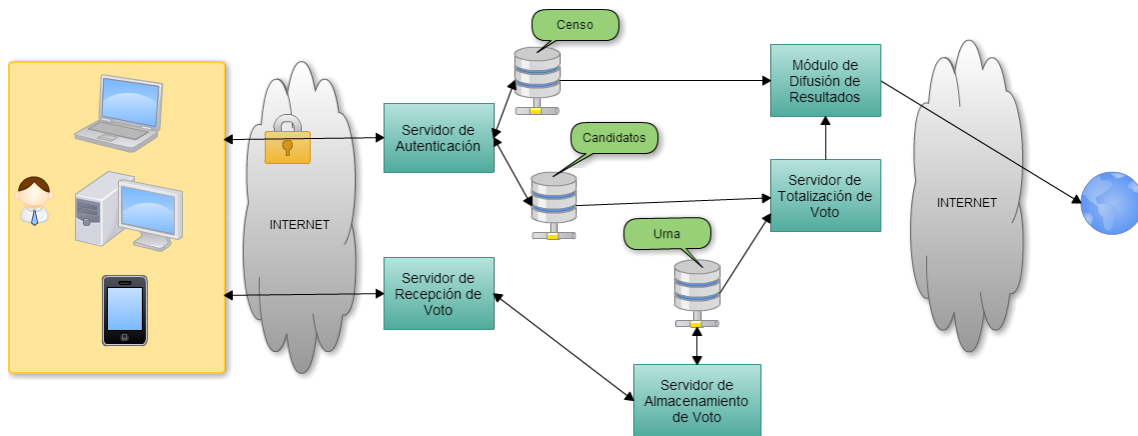 Censo
Módulo de
Difusión de
Resultados
Servidor de
Autenticación
Candidatos
Servidor de
Totalización de
Voto
INTERNET
INTERNET
Urna
Servidor de
Recepción de
Voto
Servidor de
Almacenamiento
de Voto